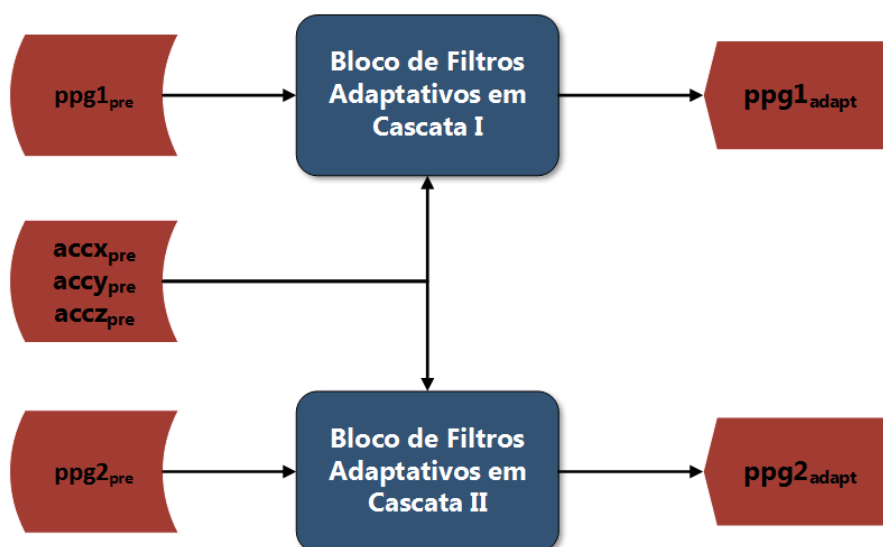 ppg1pre
Bloco de Filtros
Adaptativos em
Cascata I
ppg1adapt
accxpre
accypre
acczpre
ppg2pre
Bloco de Filtros
Adaptativos em
Cascata II
ppg2adapt